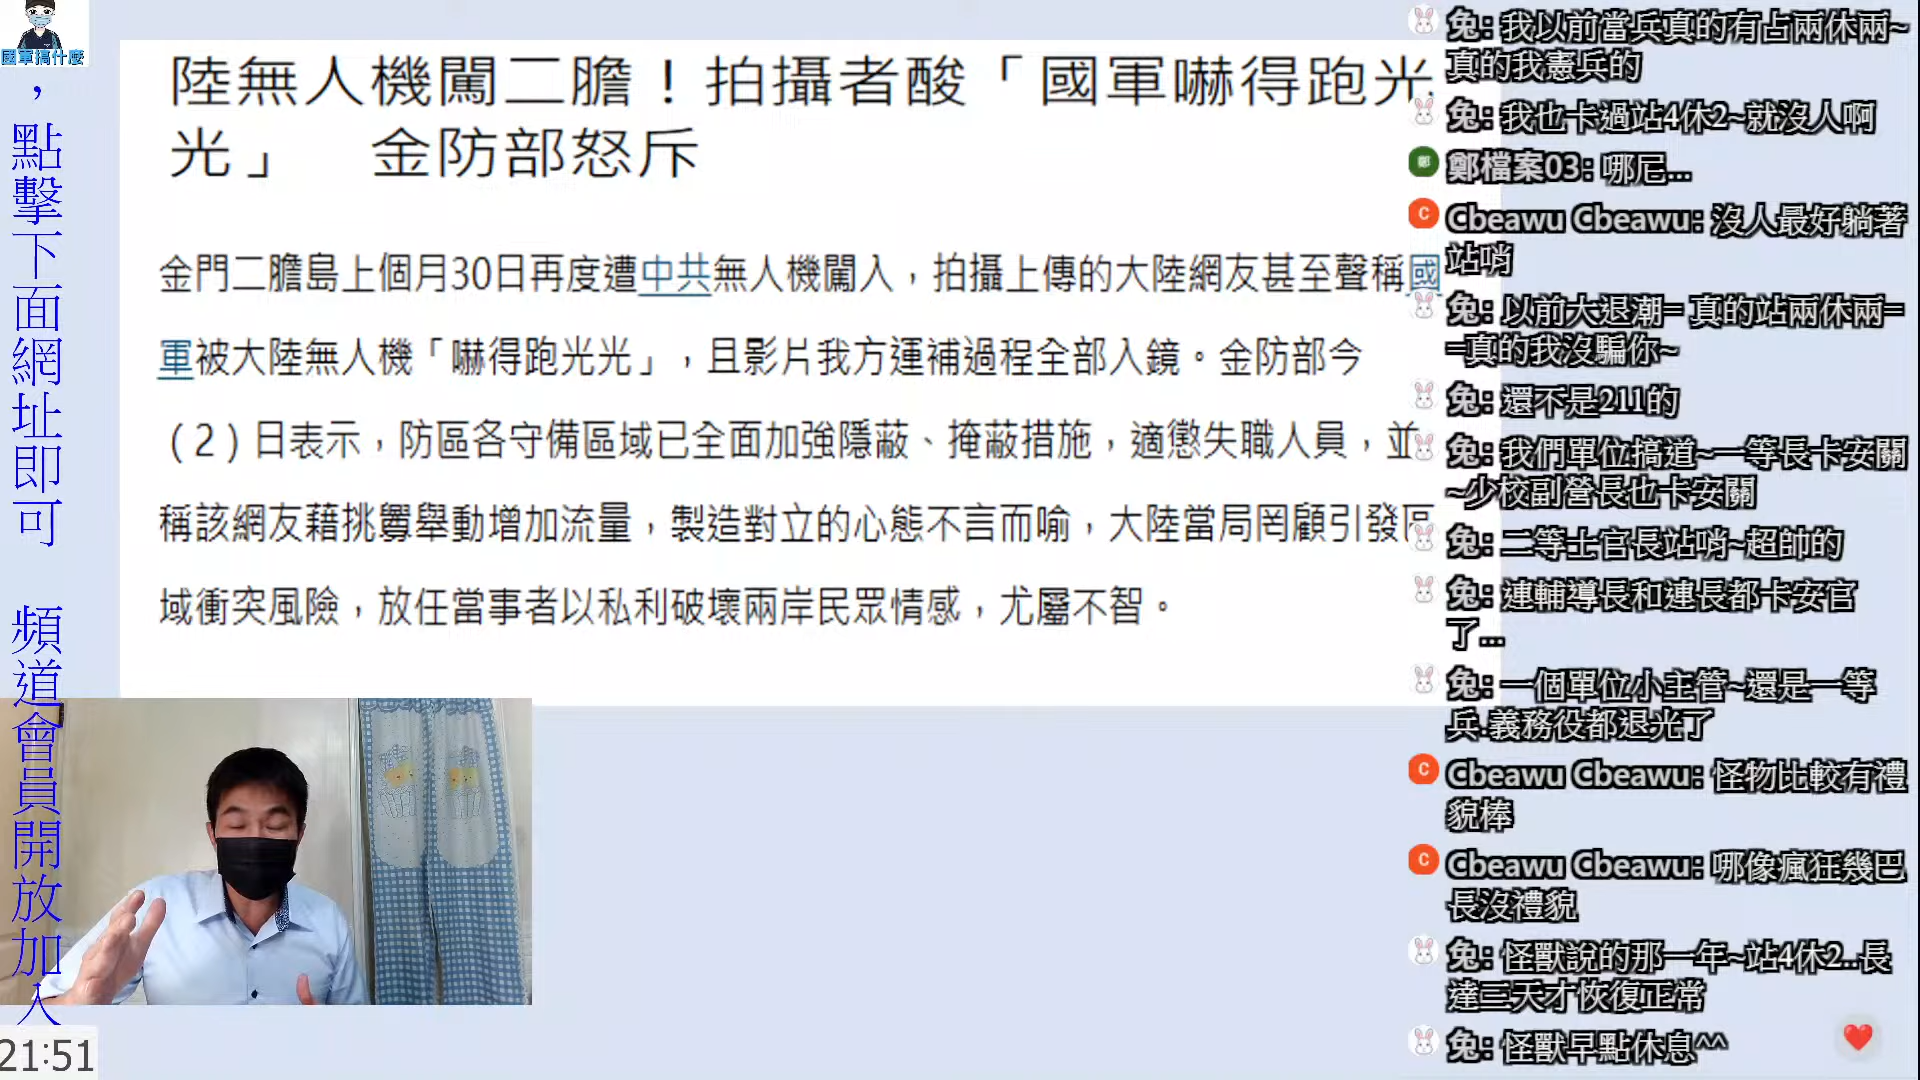 國軍搞什麼
，點擊下面網址即可 頻道會員開放加入
陸無人機闖二膽！拍攝者酸「國軍嚇得跑光
光」 金防部怒斥
金門二膽島上個月30日再度遭中共無人機闖入，拍攝上傳的大陸網友甚至聲稱國
軍被大陸無人機「嚇得跑光光」，且影片我方運補過程全部入鏡。金防部今
（2）日表示，防區各守備區域已全面加強隱蔽、掩蔽措施，適懲失職人員，並
稱該網友藉挑釁舉動增加流量，製造對立的心態不言而喻，大陸當局罔顧引發區
域衝突風險，放任當事者以私利破壞兩岸民眾情感，尤屬不智。
21:51
兔: 我以前當兵真的有占兩休兩~
真的我憲兵的
兔: 我也卡過站4休2~就沒人啊
鄭檔案03: 哪尼...
Cbeawu Cbeawu: 沒人最好躺著
站哨
兔: 以前大退潮= 真的站兩休兩=
=真的我沒騙你~
兔: 還不是211的
兔: 我們單位搞道~一等長卡安關
~少校副營長也卡安關
兔: 二等士官長站哨~超帥的
兔: 連輔導長和連長都卡安官
了...
兔: 一個單位小主管~還是一等
兵.義務役都退光了
C
Cbeawu Cbeawu: 怪物比較有禮
貌棒
C
Cbeawu Cbeawu: 哪像瘋狂幾巴
長沒禮貌
兔: 怪獸說的那一年~站4休2..長
達三天才恢復正常
兔: 怪獸早點休息^^